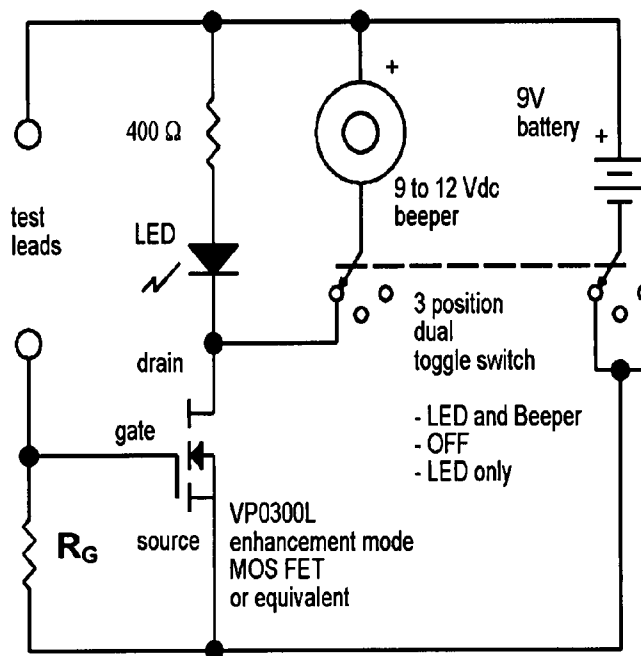 400 Ω
+
9V
battery
+
test
leads
LED
9 to 12 Vdc
beeper
drain
3 position
dual
toggle switch
- LED and Beeper
- OFF
- LED only
gate
R_G
source
VP0300L
enhancement mode
MOS FET
or equivalent